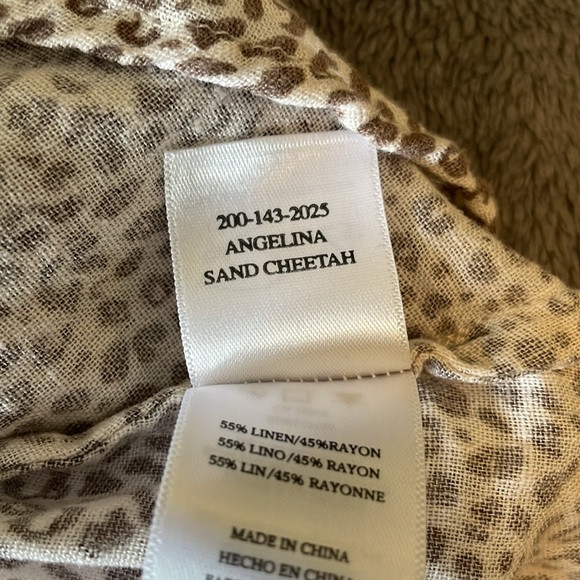 200-143-2025
ANGELINA
SAND CHEETAH
55% LINEN/45%RAYON
55% LINO/45% RAYON
55% LIN/45% RAYONNE
MADE IN CHINA
HECHO EN CHINA